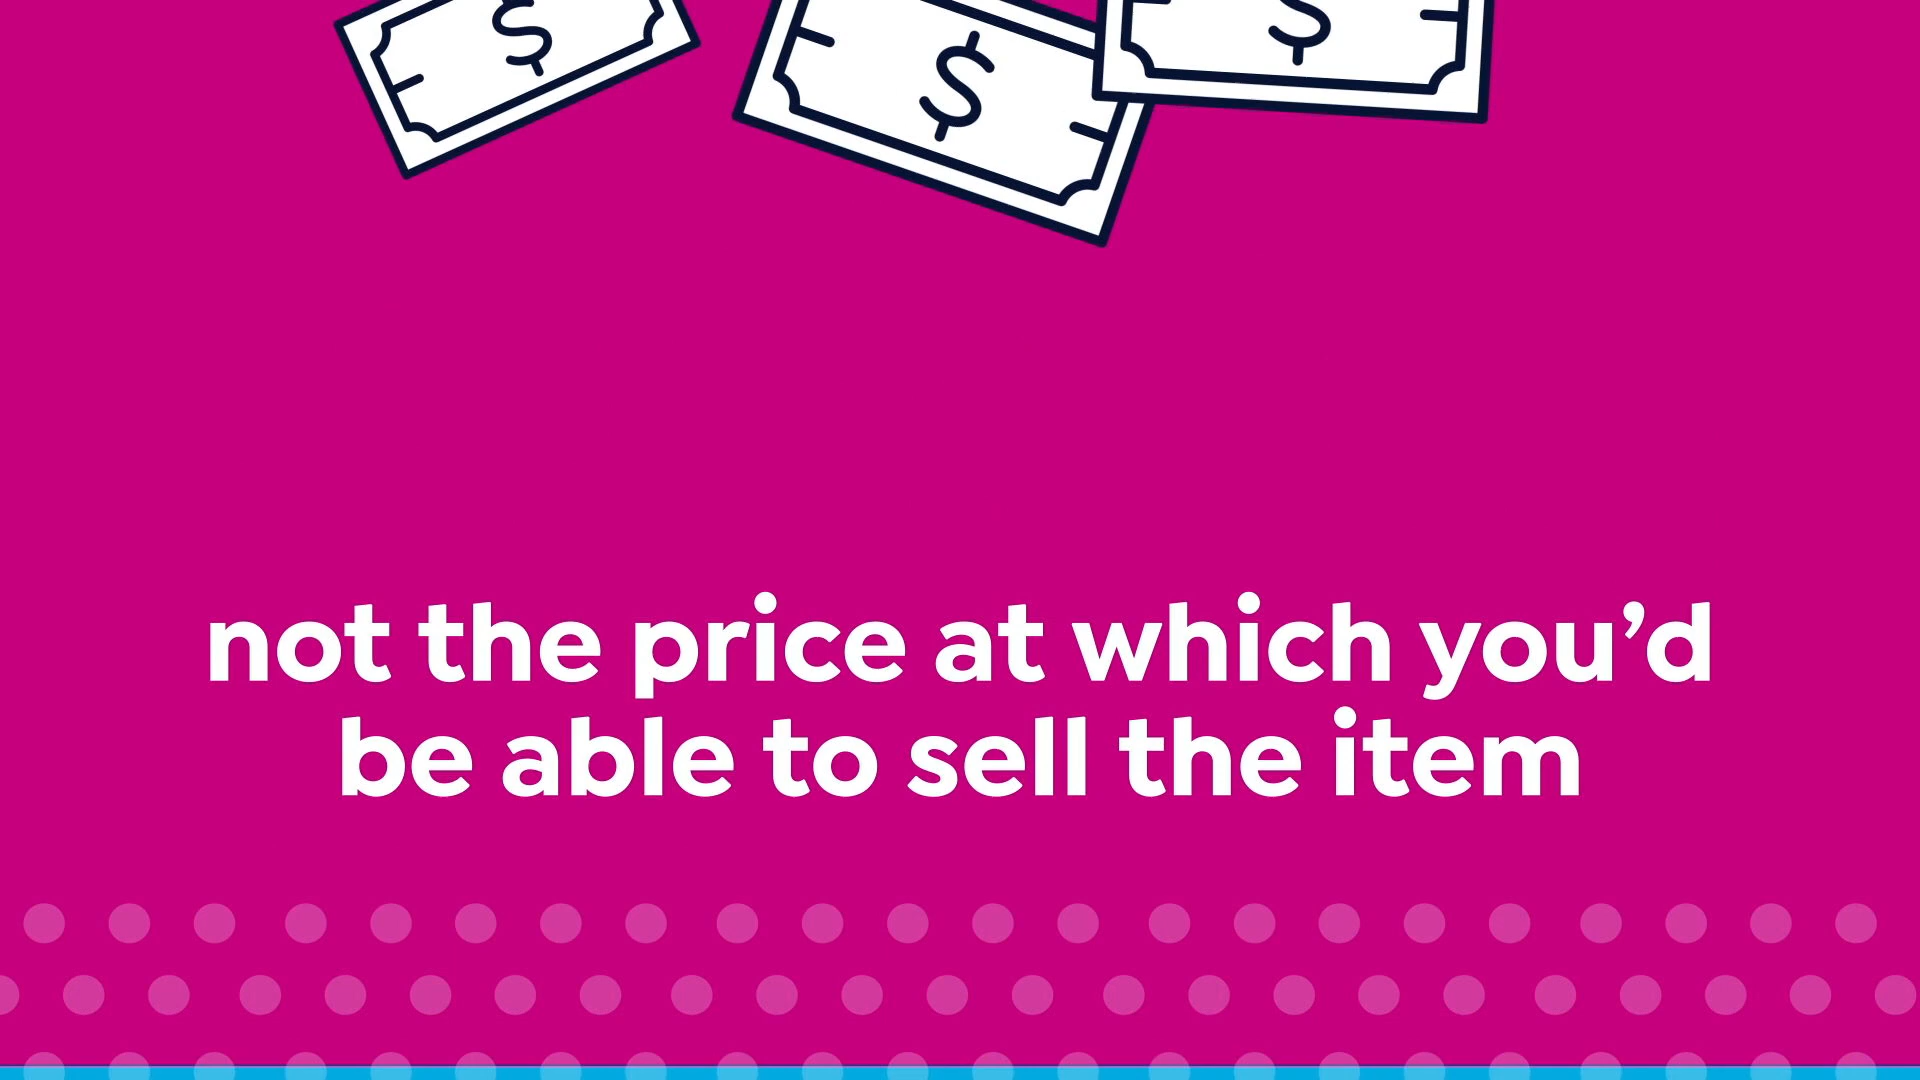 $ $ $
not the price at which you’d
be able to sell the item